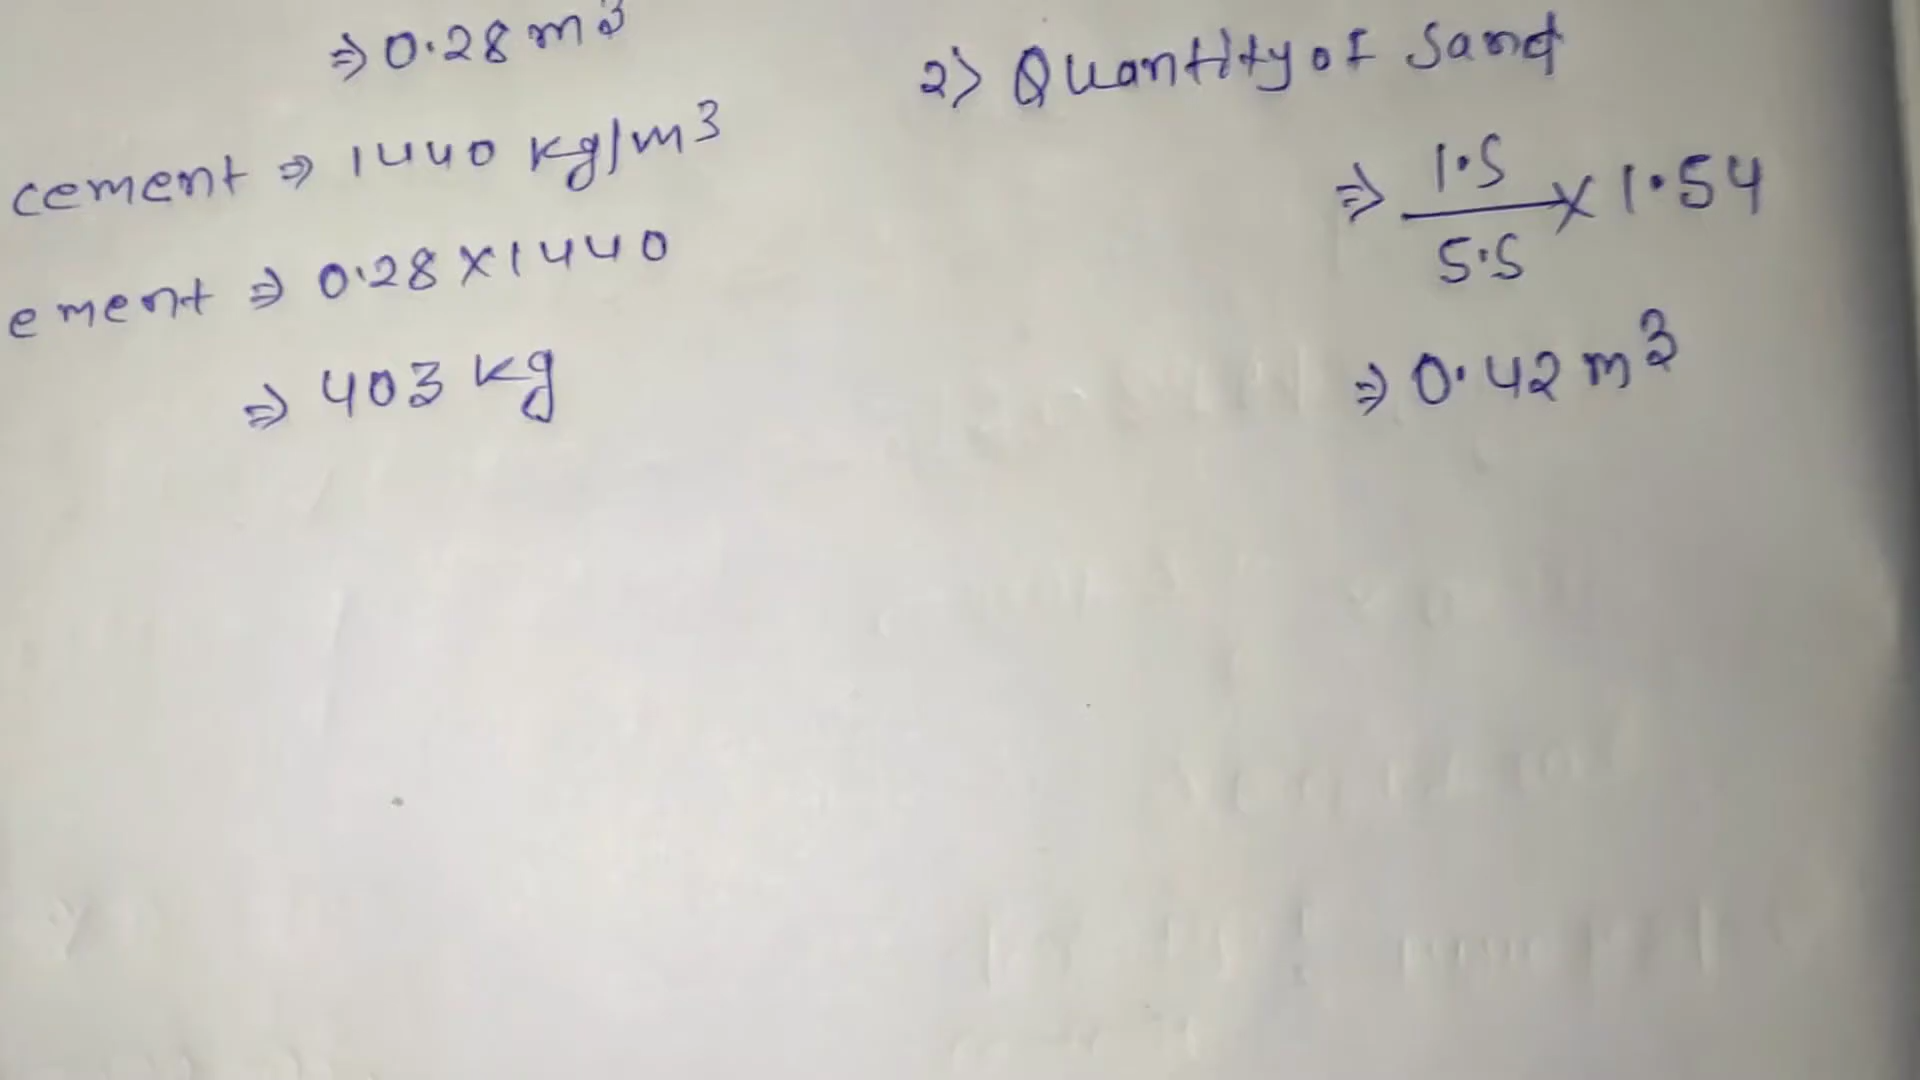 ⇒ 0.28 m³
cement ⇒ 1440 kg/m³
ement ⇒ 0.28 × 1440
⇒ 403 kg
2) Quantity of Sand
⇒ 1.5/5.5 × 1.54
⇒ 0.42 m³